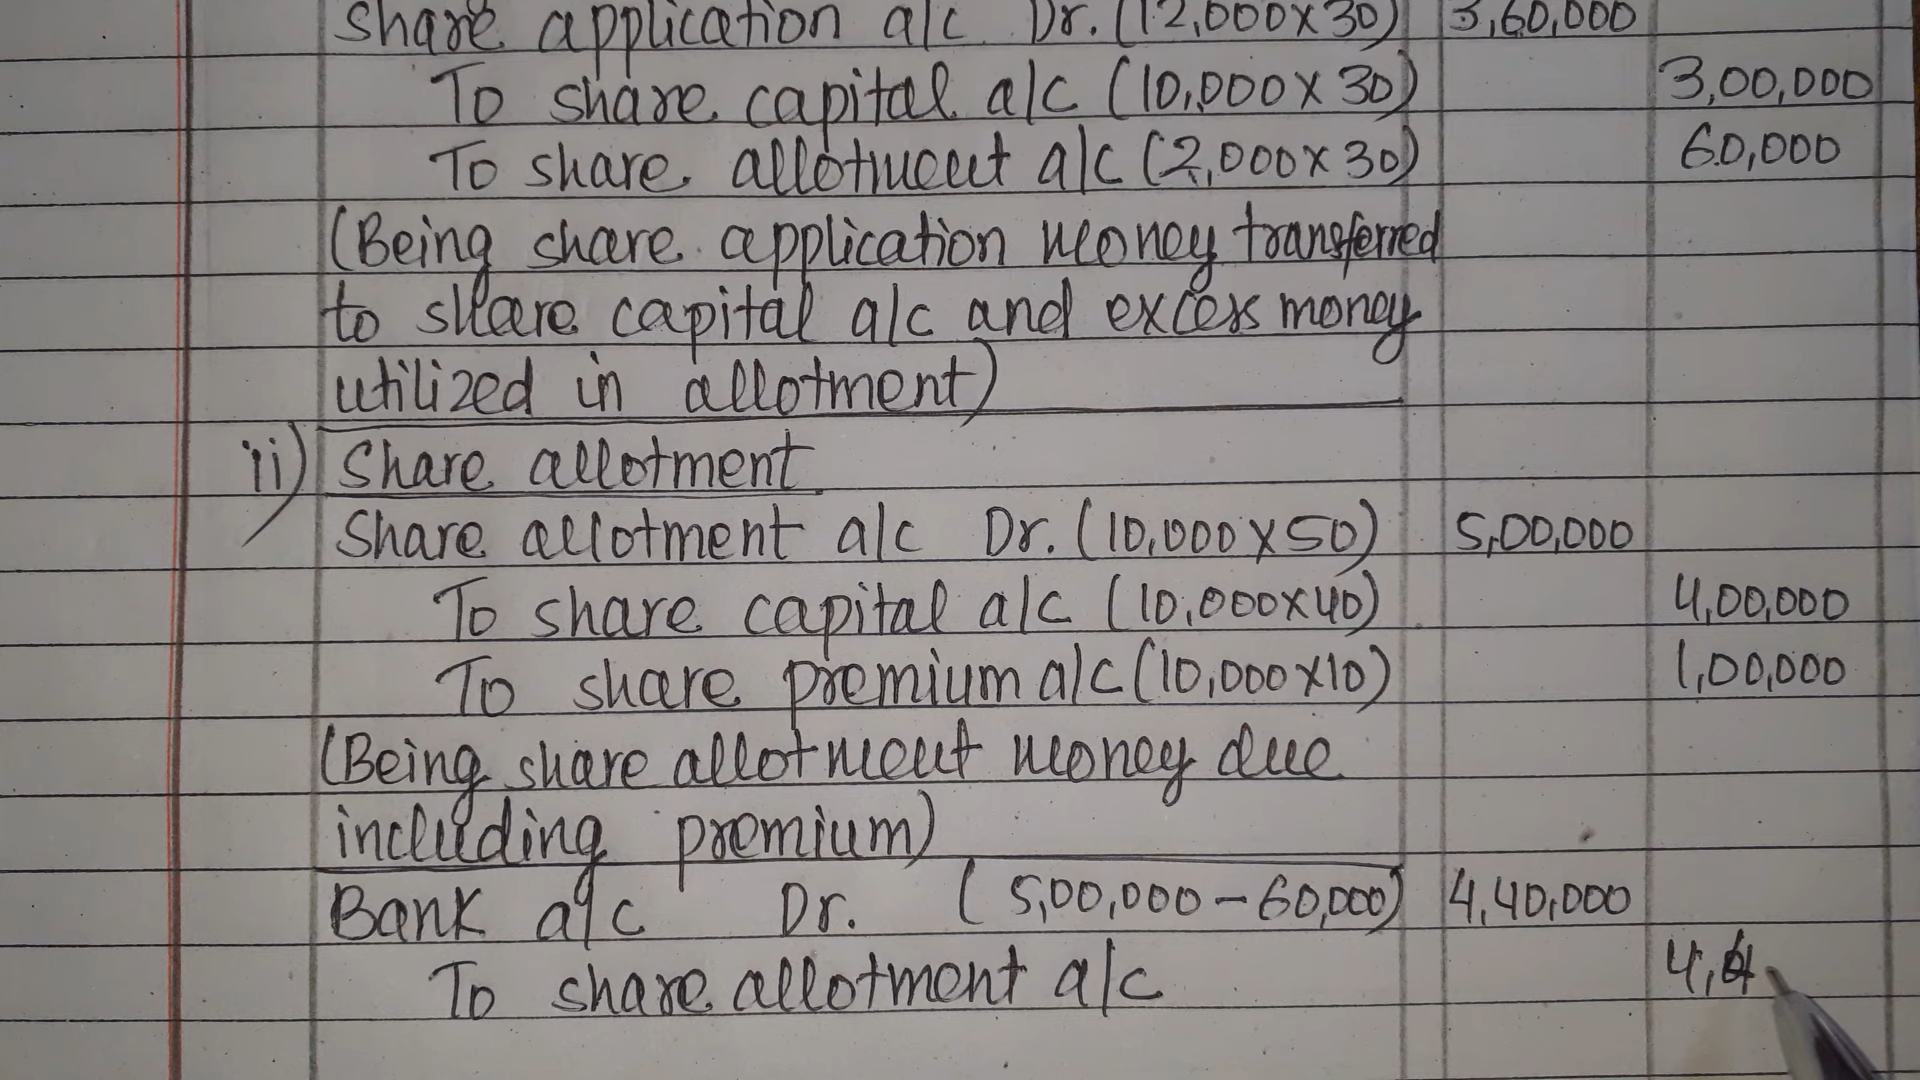 Share application a/c Dr. (12,000x30) 3,60,000
To share capital a/c (10,000x30) 3,00,000
To share allotment a/c (2,000x30) 60,000
(Being share application money transferred
to share capital a/c and excess money
utilized in allotment)
ii) Share allotment
Share allotment a/c Dr. (10,000x50) 5,00,000
To share capital a/c (10,000x40) 4,00,000
To share premium a/c (10,000x10) 1,00,000
(Being share allotment money due
including premium)
Bank a/c Dr. (5,00,000-60,000) 4,40,000
To share allotment a/c 4,4